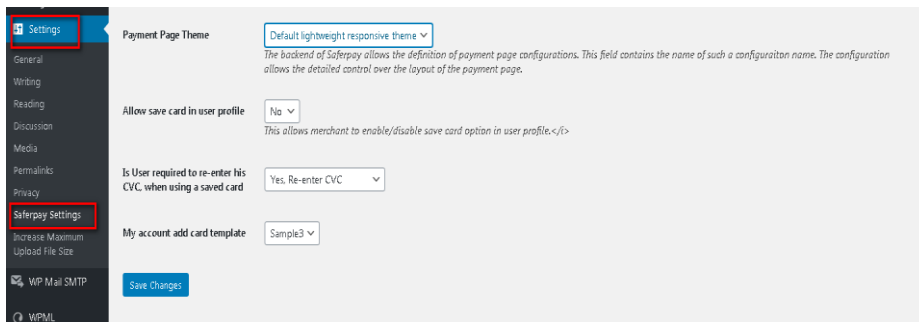 Settings
General
Writing
Reading
Discussion
Media
Permalinks
Privacy
Saferpay Settings
Increase Maximum
Upload File Size
WP Mail SMTP
WPML
Payment Page Theme
Default lightweight responsive theme
The backend of Saferpay allows the definition of payment page configurations. This field contains the name of such a configuraiton name. The configuration
allows the detailed control over the layout of the payment page.
Allow save card in user profile
No
This allows merchant to enable/disable save card option in user profile.</i>
Is User required to re-enter his
CVC, when using a saved card
Yes, Re-enter CVC
My account add card template
Sample3
Save Changes